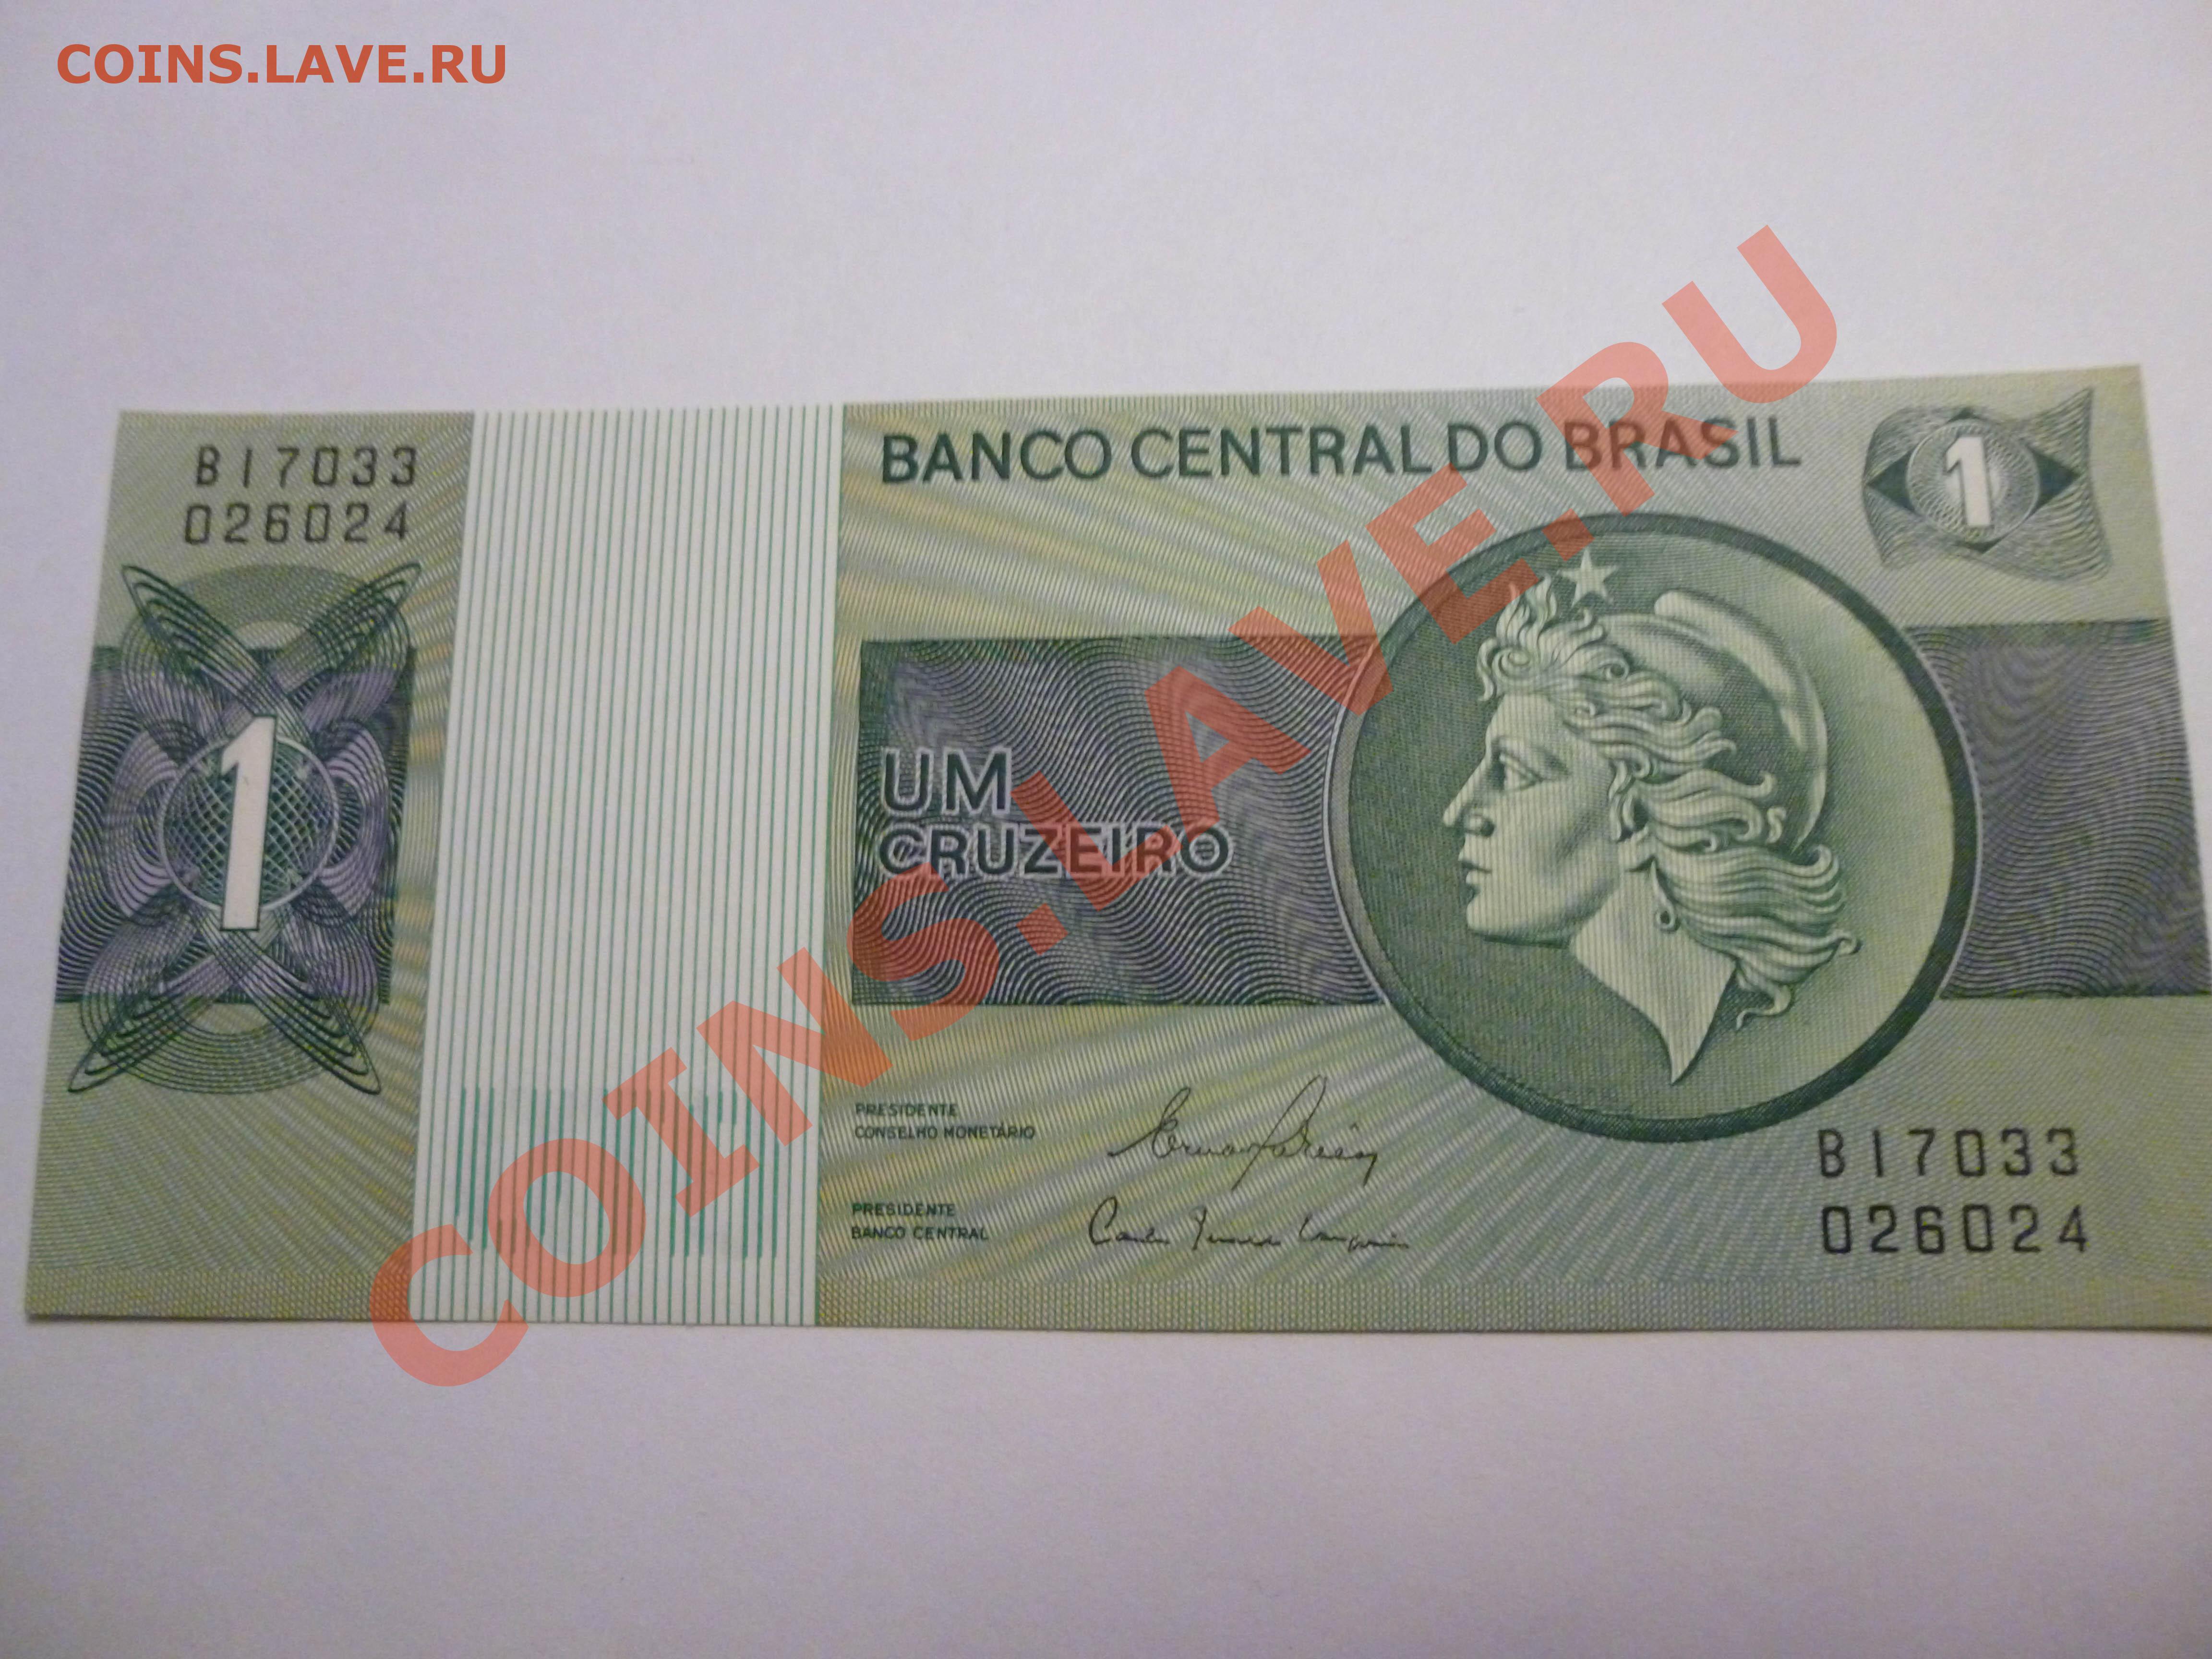 COINS.LAVE.RU
B17033
026024
BANCO CENTRAL DO BRASIL
1
1
UM
CRUZEIRO
COINS.LAVE.RU
PRESIDENTE
CONSELHO MONETÁRIO
PRESIDENTE
BANCO CENTRAL
B17033
026024